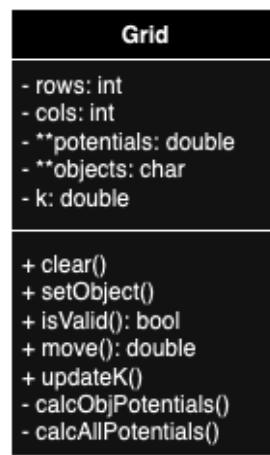 Grid
- rows: int
- cols: int
- **potentials: double
- **objects: char
- k: double
+ clear()
+ setObject()
+ isValid(): bool
+ move(): double
+ updateK()
- calcObjPotentials()
- calcAllPotentials()